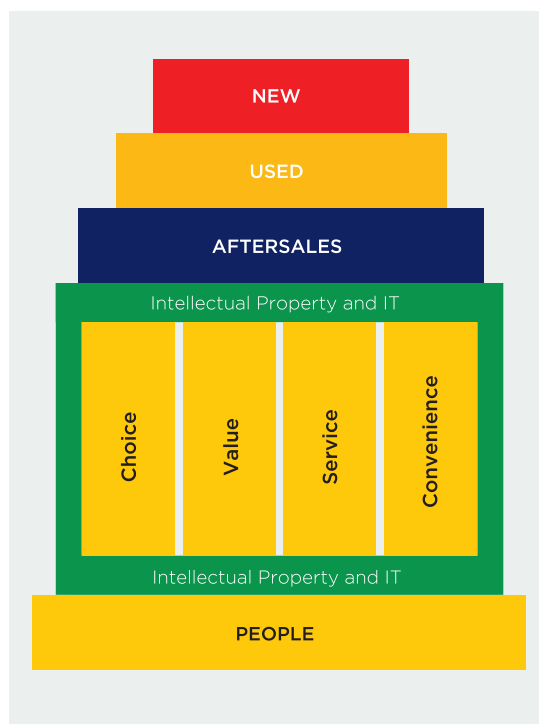 NEW
USED
AFTERSALES
Intellectual Property and IT
Choice
Value
Service
Convenience
Intellectual Property and IT
PEOPLE